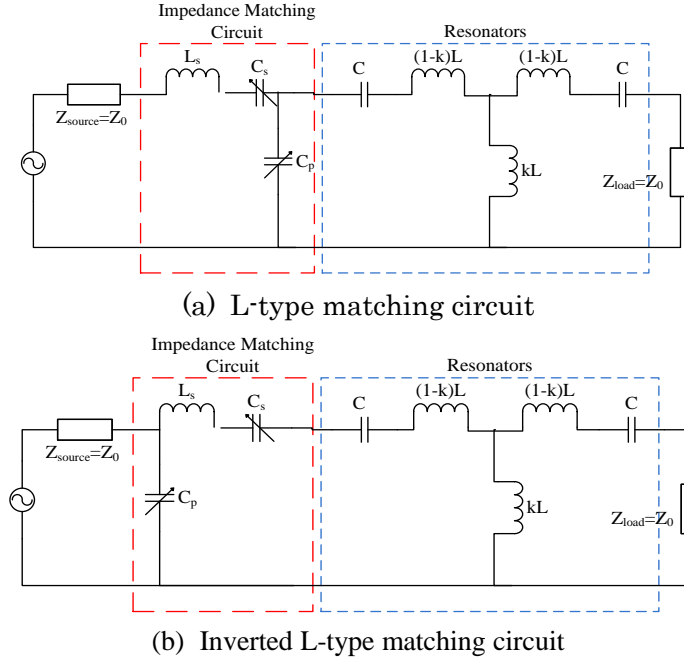 Impedance Matching
Circuit
Resonators
Ls
Cs
C
(1-k)L
(1-k)L
C
Zsource=Z0
Cp
kL
Zload=Z0
(a) L-type matching circuit
Impedance Matching
Circuit
Resonators
Ls
Cs
C
(1-k)L
(1-k)L
C
Zsource=Z0
Cp
kL
Zload=Z0
(b) Inverted L-type matching circuit